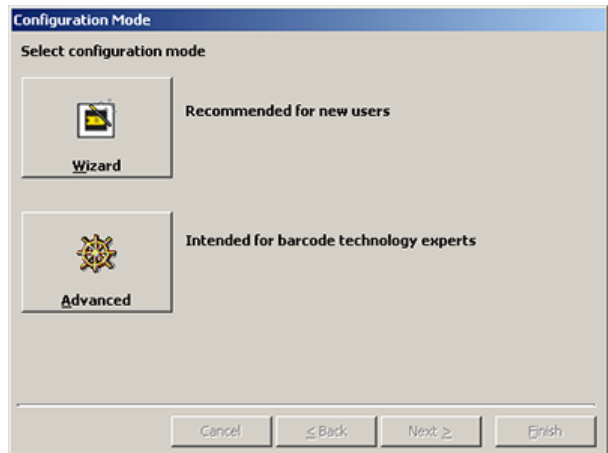 Configuration Mode
Select configuration mode
Recommended for new users
Wizard
Intended for barcode technology experts
Advanced
Cancel
≤ Back
Next ≥
Finish